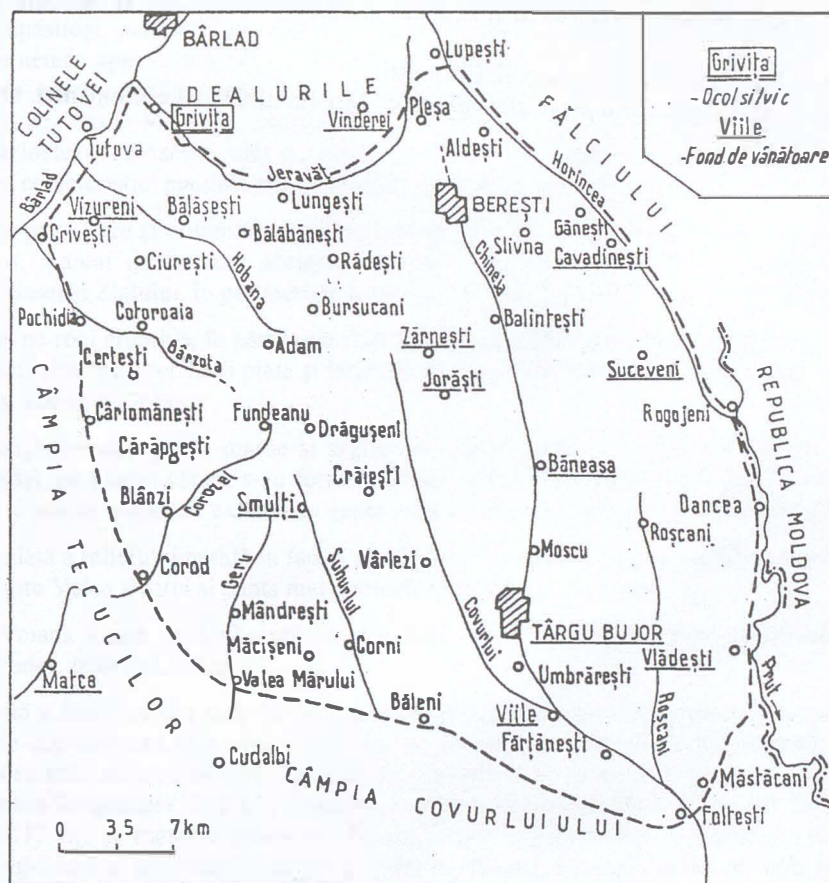 BÂRLAD
Lupești
Grivița
- Ocol silvic
Viile
- Fond de vânătoare
COLINELE
TUTOVEI
DEALURILE
FĂLCIULUI
Grivița
Vinderei
Pleșa
Tutova
Aldești
Jeravăț
Horincea
Bârlad
Vizureni
Bălășești
Lungești
BEREȘTI
Gănești
Crivești
Bălăbănești
Slivna
Cavadinești
Ciurești
Hobana
Rădești
Chineja
Pochidia
Cotoroaia
Bursucani
Balintești
Bârzota
Adam
Zărnești
Certești
Jorăști
Suceveni
REPUBLICA
MOLDOVA
CÂMPIA
TECUCIULUI
Cârlomănești
Fundeanu
Drăgușeni
Rogojeni
Cărăpcești
Băneasa
Blânzi
Corozel
Crăiești
Smulți
Dancea
Roșcani
Corod
Geru
Suhurlui
Vârlezi
Moscu
Mândrești
Covurlui
TÂRGU BUJOR
Vlădești
Prut
Măcișeni
Corni
Matca
Valea Mărului
Umbrărești
Roșcani
Băleni
Viile
Fârțănești
Cudalbi
CÂMPIA
COVURLUIULUI
Măstăcani
Foltești
0 3,5 7 km